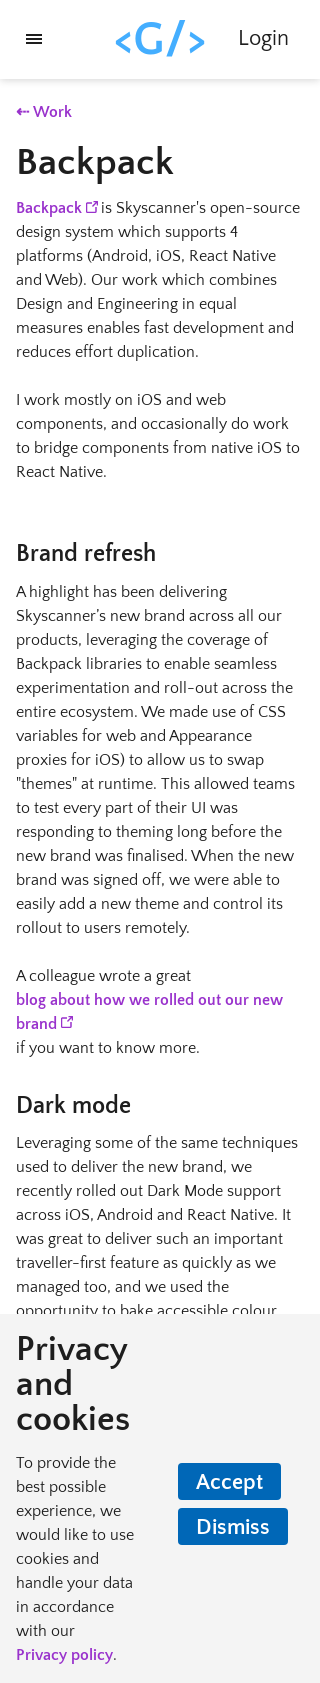 <G/>
Login
⇠ Work
Backpack
Backpack is Skyscanner's open-source
design system which supports 4
platforms (Android, iOS, React Native
and Web). Our work which combines
Design and Engineering in equal
measures enables fast development and
reduces effort duplication.
I work mostly on iOS and web
components, and occasionally do work
to bridge components from native iOS to
React Native.
Brand refresh
A highlight has been delivering
Skyscanner’s new brand across all our
products, leveraging the coverage of
Backpack libraries to enable seamless
experimentation and roll-out across the
entire ecosystem. We made use of CSS
variables for web and Appearance
proxies for iOS) to allow us to swap
"themes" at runtime. This allowed teams
to test every part of their UI was
responding to theming long before the
new brand was finalised. When the new
brand was signed off, we were able to
easily add a new theme and control its
rollout to users remotely.
A colleague wrote a great
blog about how we rolled out our new
brand
if you want to know more.
Dark mode
Leveraging some of the same techniques
used to deliver the new brand, we
recently rolled out Dark Mode support
across iOS, Android and React Native. It
was great to deliver such an important
traveller-first feature as quickly as we
managed too, and we used the
opportunity to bake accessible colour
Privacy
and
cookies
To provide the
best possible
experience, we
would like to use
cookies and
handle your data
in accordance
with our
Privacy policy.
Accept
Dismiss